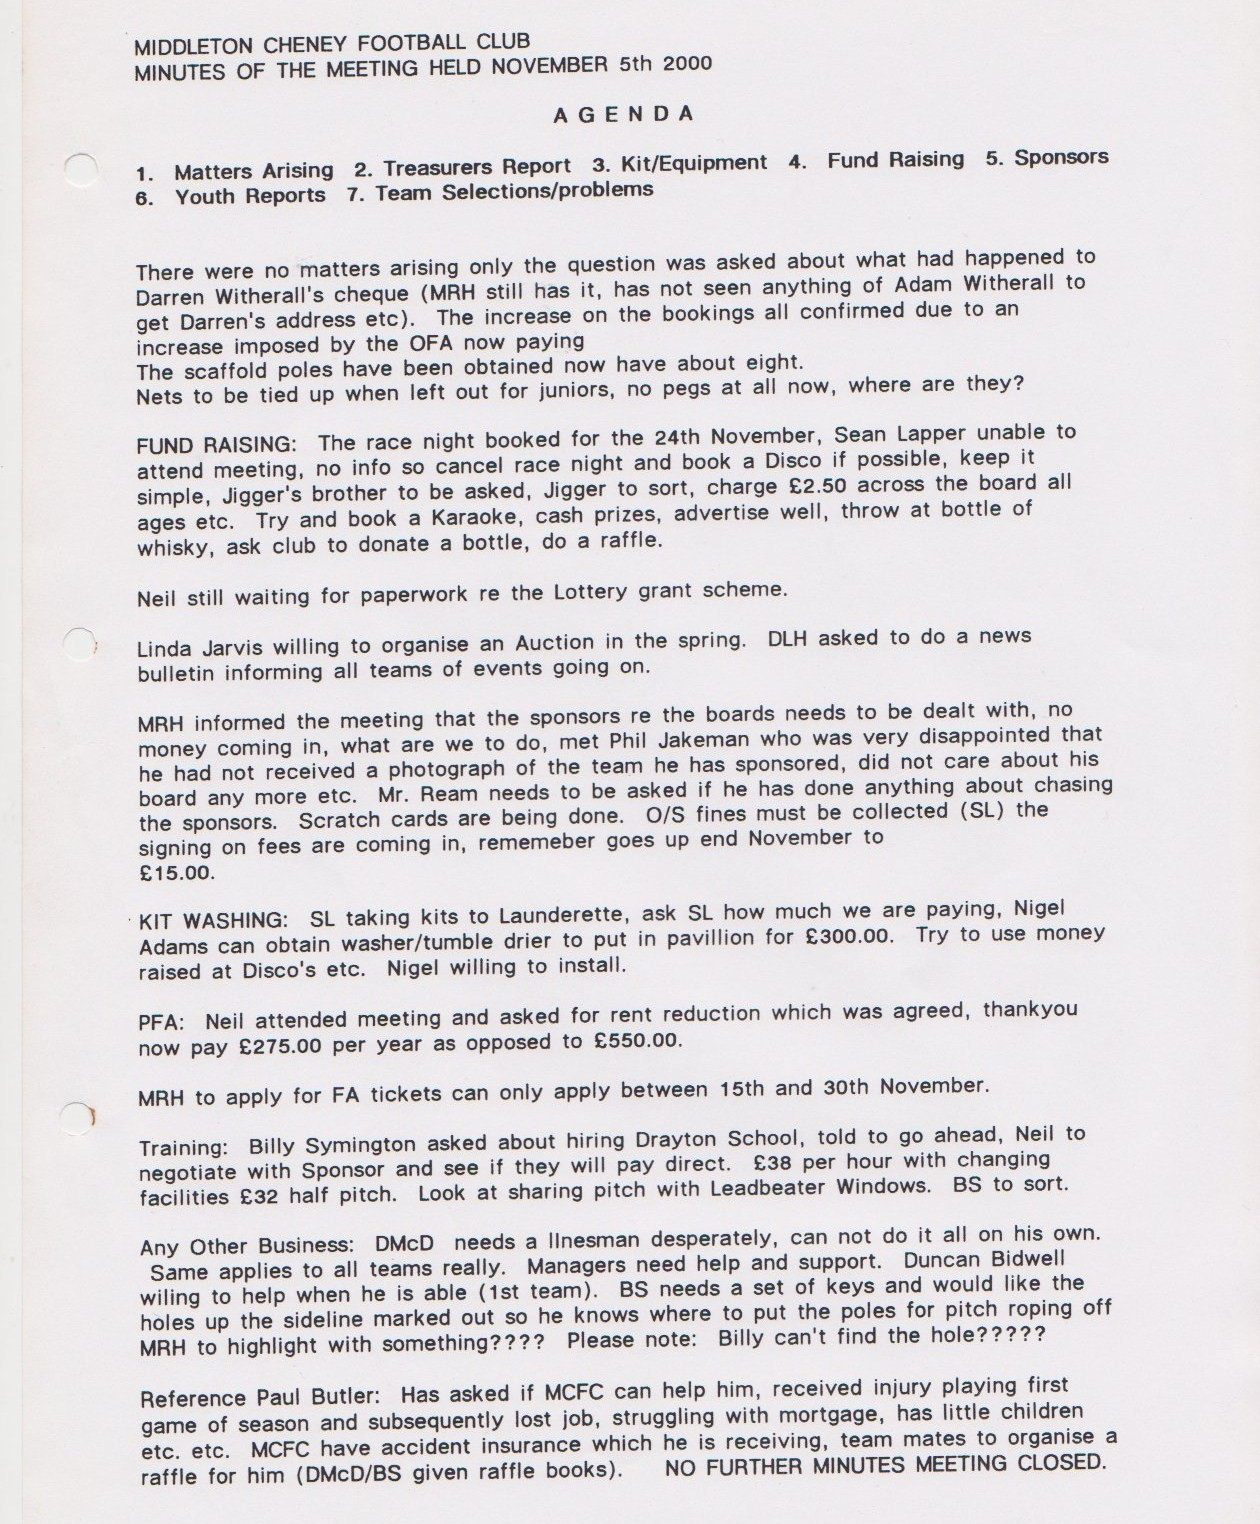 MIDDLETON CHENEY FOOTBALL CLUB
MINUTES OF THE MEETING HELD NOVEMBER 5th 2000
A G E N D A
1. Matters Arising 2. Treasurers Report 3. Kit/Equipment 4. Fund Raising 5. Sponsors
6. Youth Reports 7. Team Selections/problems
There were no matters arising only the question was asked about what had happened to
Darren Witherall's cheque (MRH still has it, has not seen anything of Adam Witherall to
get Darren's address etc). The increase on the bookings all confirmed due to an
increase imposed by the OFA now paying
The scaffold poles have been obtained now have about eight.
Nets to be tied up when left out for juniors, no pegs at all now, where are they?
FUND RAISING: The race night booked for the 24th November, Sean Lapper unable to
attend meeting, no info so cancel race night and book a Disco if possible, keep it
simple, Jigger's brother to be asked, Jigger to sort, charge £2.50 across the board all
ages etc. Try and book a Karaoke, cash prizes, advertise well, throw at bottle of
whisky, ask club to donate a bottle, do a raffle.
Neil still waiting for paperwork re the Lottery grant scheme.
Linda Jarvis willing to organise an Auction in the spring. DLH asked to do a news
bulletin informing all teams of events going on.
MRH informed the meeting that the sponsors re the boards needs to be dealt with, no
money coming in, what are we to do, met Phil Jakeman who was very disappointed that
he had not received a photograph of the team he has sponsored, did not care about his
board any more etc. Mr. Ream needs to be asked if he has done anything about chasing
the sponsors. Scratch cards are being done. O/S fines must be collected (SL) the
signing on fees are coming in, rememeber goes up end November to
£15.00.
KIT WASHING: SL taking kits to Launderette, ask SL how much we are paying, Nigel
Adams can obtain washer/tumble drier to put in pavillion for £300.00. Try to use money
raised at Disco's etc. Nigel willing to install.
PFA: Neil attended meeting and asked for rent reduction which was agreed, thankyou
now pay £275.00 per year as opposed to £550.00.
MRH to apply for FA tickets can only apply between 15th and 30th November.
Training: Billy Symington asked about hiring Drayton School, told to go ahead, Neil to
negotiate with Sponsor and see if they will pay direct. £38 per hour with changing
facilities £32 half pitch. Look at sharing pitch with Leadbeater Windows. BS to sort.
Any Other Business: DMcD needs a lInesman desperately, can not do it all on his own.
Same applies to all teams really. Managers need help and support. Duncan Bidwell
wiling to help when he is able (1st team). BS needs a set of keys and would like the
holes up the sideline marked out so he knows where to put the poles for pitch roping off
MRH to highlight with something???? Please note: Billy can't find the hole?????
Reference Paul Butler: Has asked if MCFC can help him, received injury playing first
game of season and subsequently lost job, struggling with mortgage, has little children
etc. etc. MCFC have accident insurance which he is receiving, team mates to organise a
raffle for him (DMcD/BS given raffle books). NO FURTHER MINUTES MEETING CLOSED.